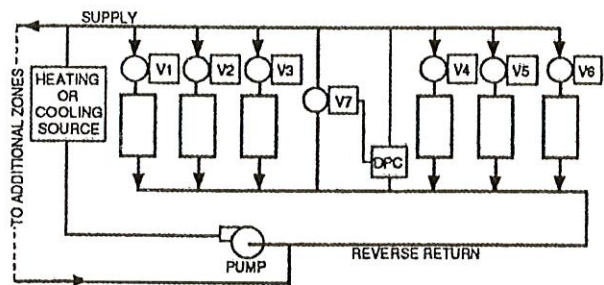 SUPPLY
TO ADDITIONAL ZONES
HEATING
OR
COOLING
SOURCE
V1
V2
V3
V7
DPC
V4
V5
V6
PUMP
REVERSE RETURN